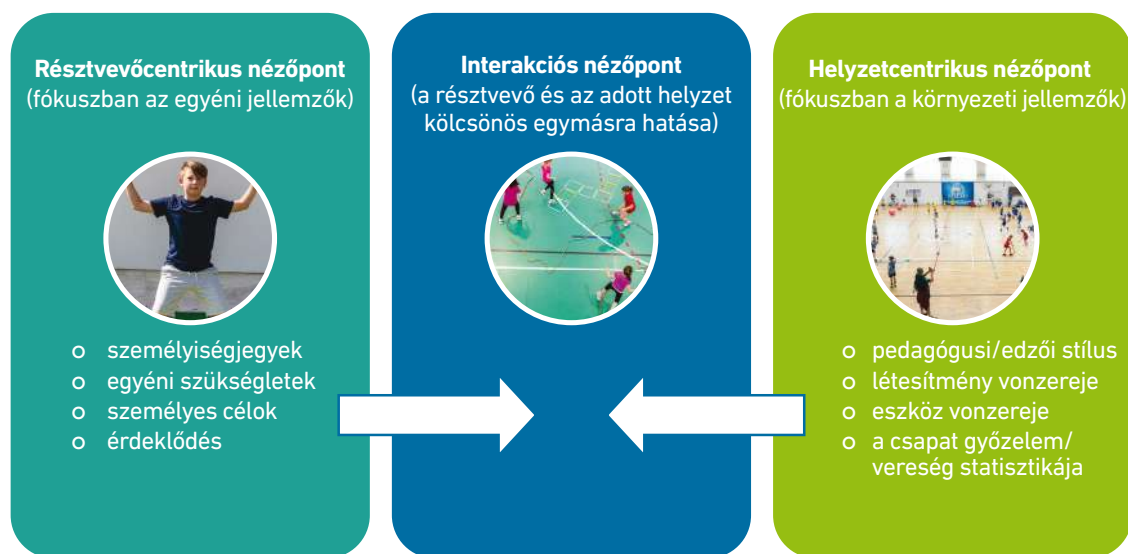 Résztvevőcentrikus nézőpont
(fókuszban az egyéni jellemzők)
o személyiségjegyek
o egyéni szükségletek
o személyes célok
o érdeklődés
Interakciós nézőpont
(a résztvevő és az adott helyzet
kölcsönös egymásra hatása)
Helyzetcentrikus nézőpont
(fókuszban a környezeti jellemzők)
o pedagógusi/edzői stílus
o létesítmény vonzereje
o eszköz vonzereje
o a csapat győzelem/
vereség statisztikája